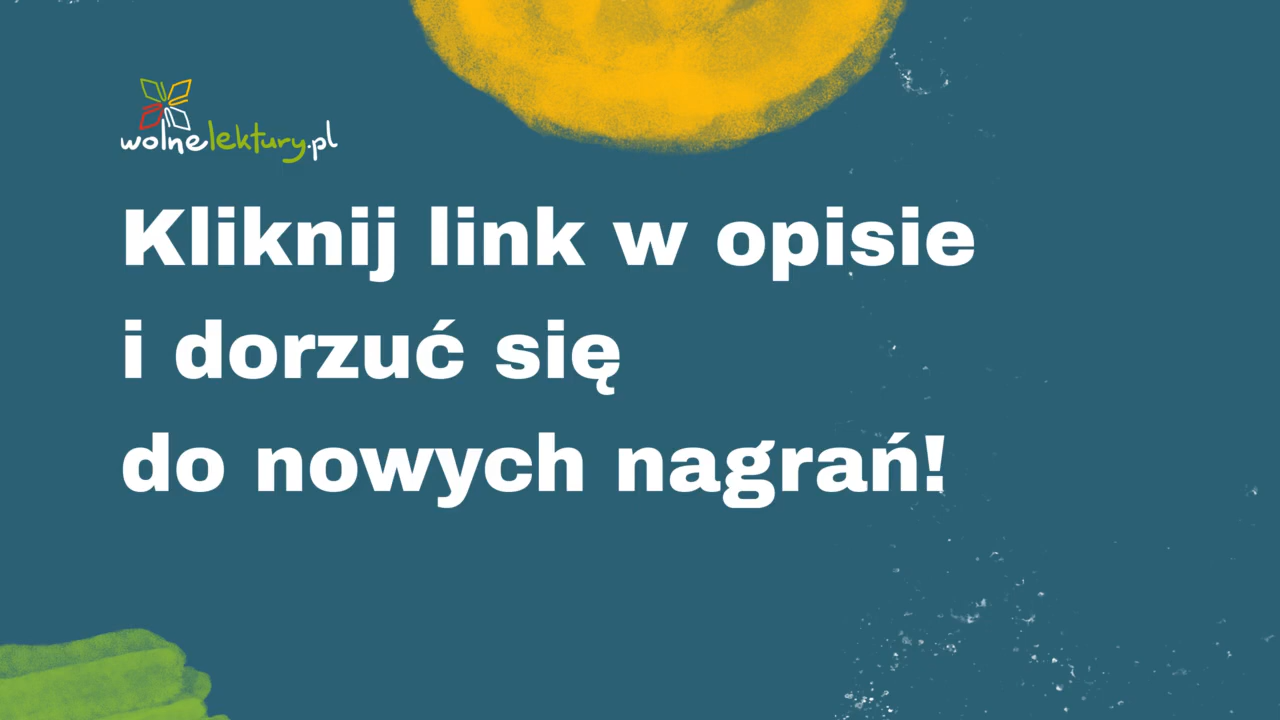 wolnelektury.pl
Kliknij link w opisie
i dorzuć się
do nowych nagrań!